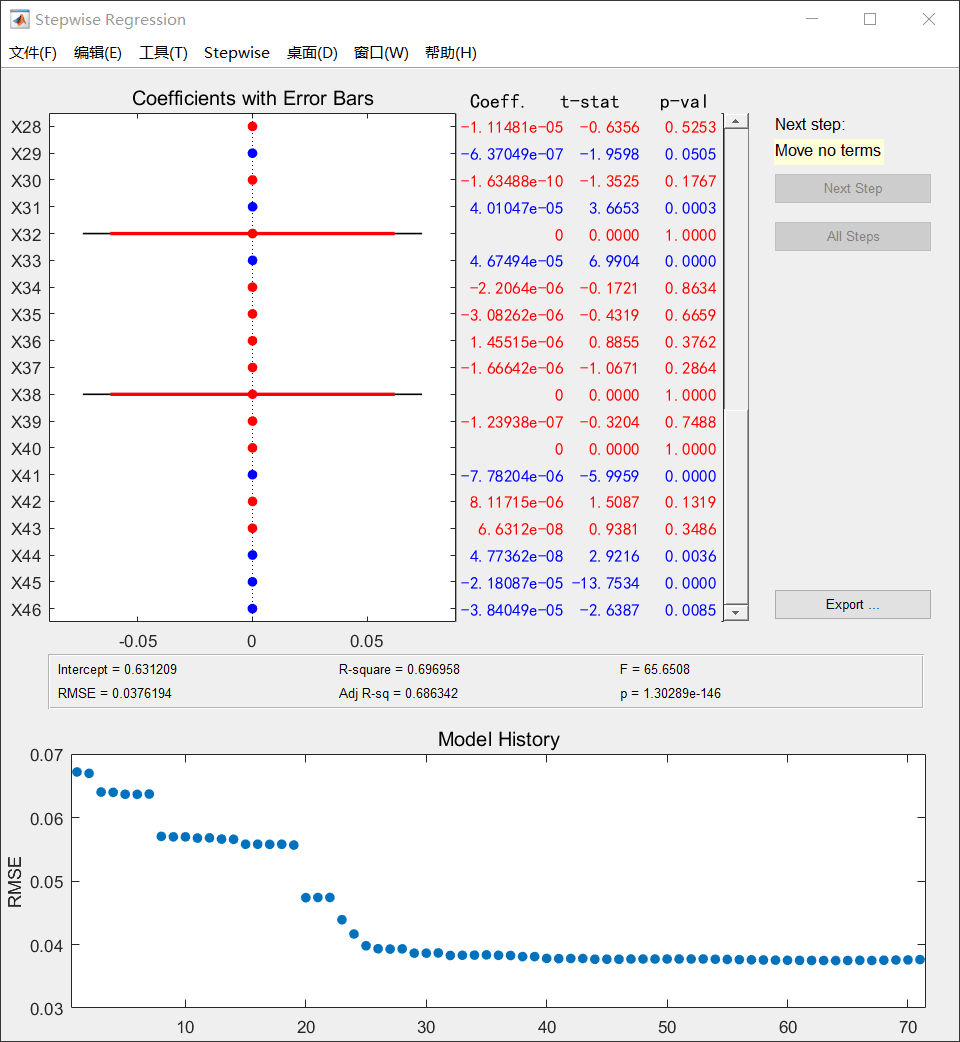 Stepwise Regression
文件(F) 编辑(E) 工具(T) Stepwise 桌面(D) 窗口(W) 帮助(H)
Coefficients with Error Bars
Coeff. t-stat p-val
X28 -1.11481e-05 -0.6356 0.5253
X29 -6.37049e-07 -1.9598 0.0505
X30 -1.63488e-10 -1.3525 0.1767
X31 4.01047e-05 3.6653 0.0003
X32 0 0.0000 1.0000
X33 4.67494e-05 6.9904 0.0000
X34 -2.2064e-06 -0.1721 0.8634
X35 -3.08262e-06 -0.4319 0.6659
X36 1.45515e-06 0.8855 0.3762
X37 -1.66642e-06 -1.0671 0.2864
X38 0 0.0000 1.0000
X39 -1.23938e-07 -0.3204 0.7488
X40 0 0.0000 1.0000
X41 -7.78204e-06 -5.9959 0.0000
X42 8.11715e-06 1.5087 0.1319
X43 6.6312e-08 0.9381 0.3486
X44 4.77362e-08 2.9216 0.0036
X45 -2.18087e-05 -13.7534 0.0000
X46 -3.84049e-05 -2.6387 0.0085
-0.05 0 0.05
Next step:
Move no terms
Next Step
All Steps
Export ...
Intercept = 0.631209 R-square = 0.696958 F = 65.6508
RMSE = 0.0376194 Adj R-sq = 0.686342 p = 1.30289e-146
Model History
RMSE
0.07
0.06
0.05
0.04
0.03
10 20 30 40 50 60 70